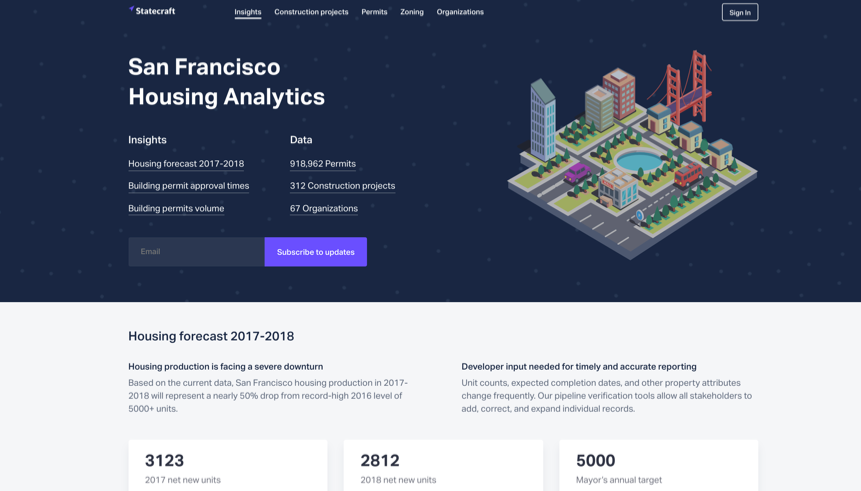 Statecraft
Insights
Construction projects
Permits
Zoning
Organizations
Sign In
San Francisco
Housing Analytics
Insights
Housing forecast 2017-2018
Building permit approval times
Building permits volume
Data
918,962 Permits
312 Construction projects
67 Organizations
Email
Subscribe to updates
Housing forecast 2017-2018
Housing production is facing a severe downturn
Based on the current data, San Francisco housing production in 2017-
2018 will represent a nearly 50% drop from record-high 2016 level of
5000+ units.
Developer input needed for timely and accurate reporting
Unit counts, expected completion dates, and other property attributes
change frequently. Our pipeline verification tools allow all stakeholders to
add, correct, and expand individual records.
3123
2017 net new units
2812
2018 net new units
5000
Mayor's annual target